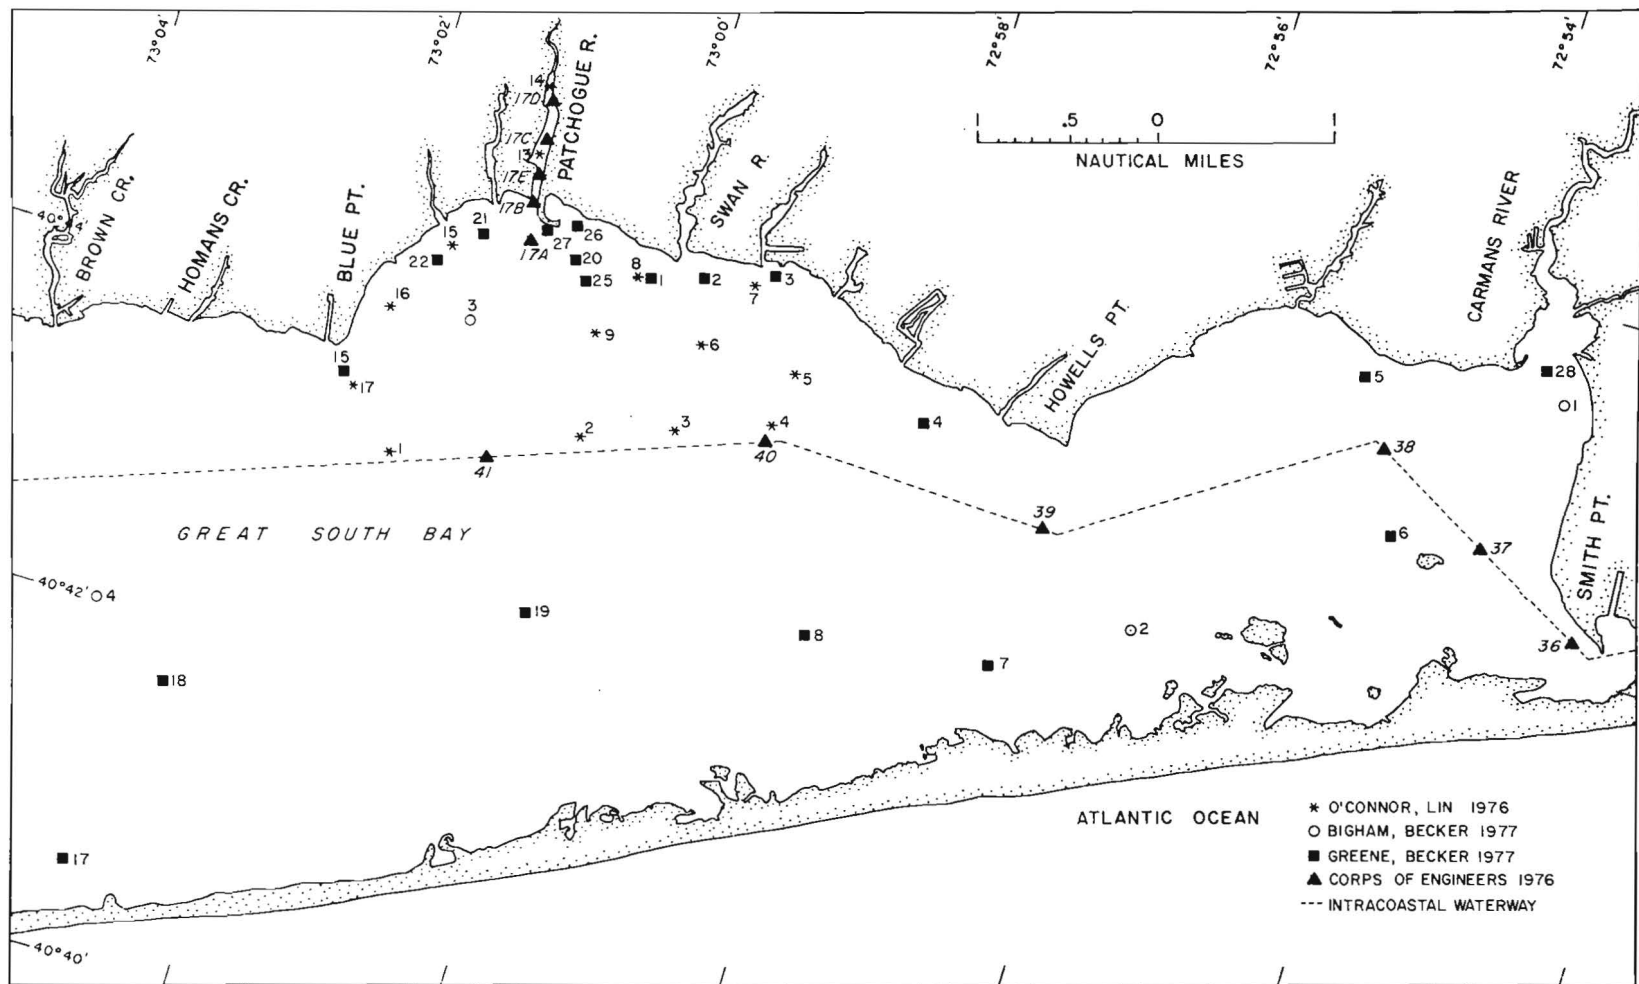 73°04'
73°02'
73°00'
72°58'
72°56'
72°54'
14
17D
17C
13
17E
17B
PATCHOGUE R.
1 .5 0 1
NAUTICAL MILES
BROWN CR.
HOMANS CR.
BLUE PT.
SWAN R.
HOWELLS PT.
CARMANS RIVER
SMITH PT.
15
21
22
17A
27
26
20
25
8
1
2
7
3
16
3
9
6
5
15
17
4
5
28
1
1
2
3
4
41
40
39
38
37
36
6
GREAT SOUTH BAY
40°42'
4
19
8
7
2
18
17
40°40'
ATLANTIC OCEAN
* O'CONNOR, LIN 1976
○ BIGHAM, BECKER 1977
■ GREENE, BECKER 1977
▲ CORPS OF ENGINEERS 1976
--- INTRACOASTAL WATERWAY